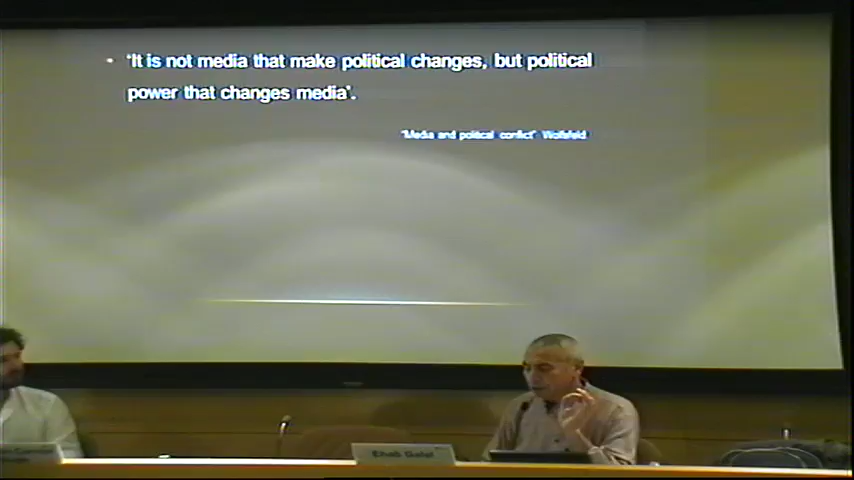 • 'It is not media that make political changes, but political
power that changes media'.
"Media and political conflict" Wolfsfeld
Ehab Galal